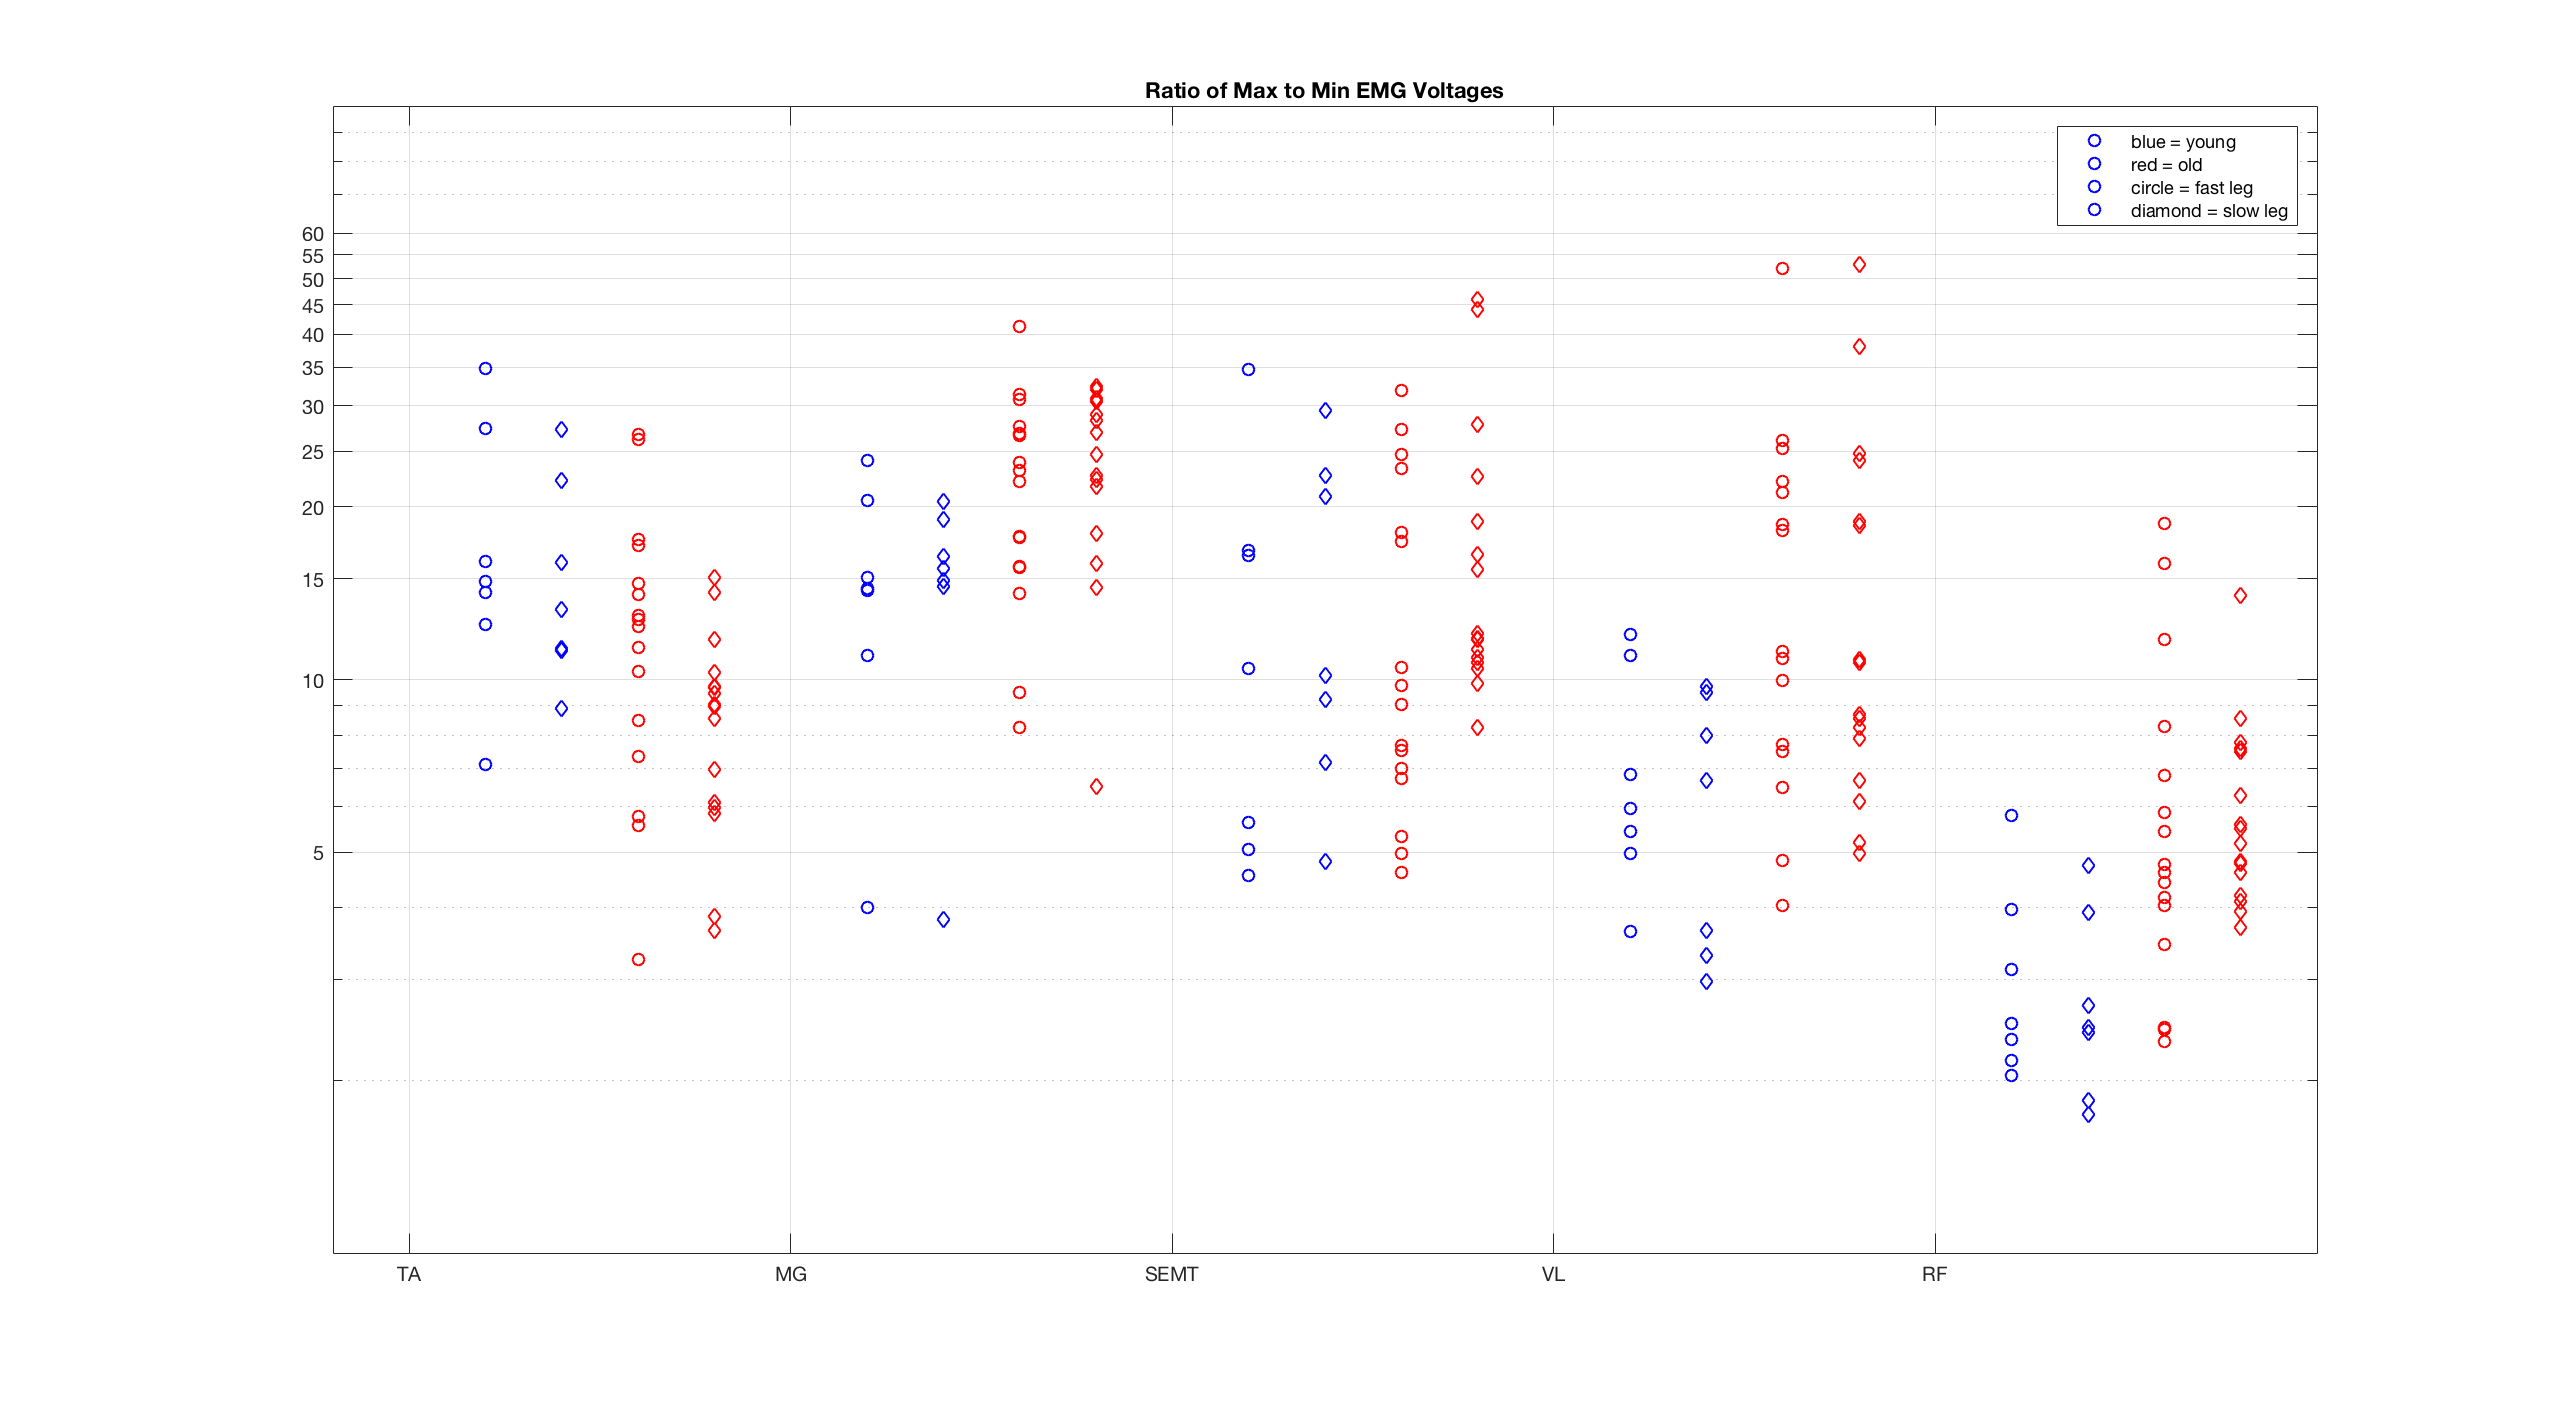 Ratio of Max to Min EMG Voltages
blue = young
red = old
circle = fast leg
diamond = slow leg
60
55
50
45
40
35
30
25
20
15
10
5
TA MG SEMT VL RF